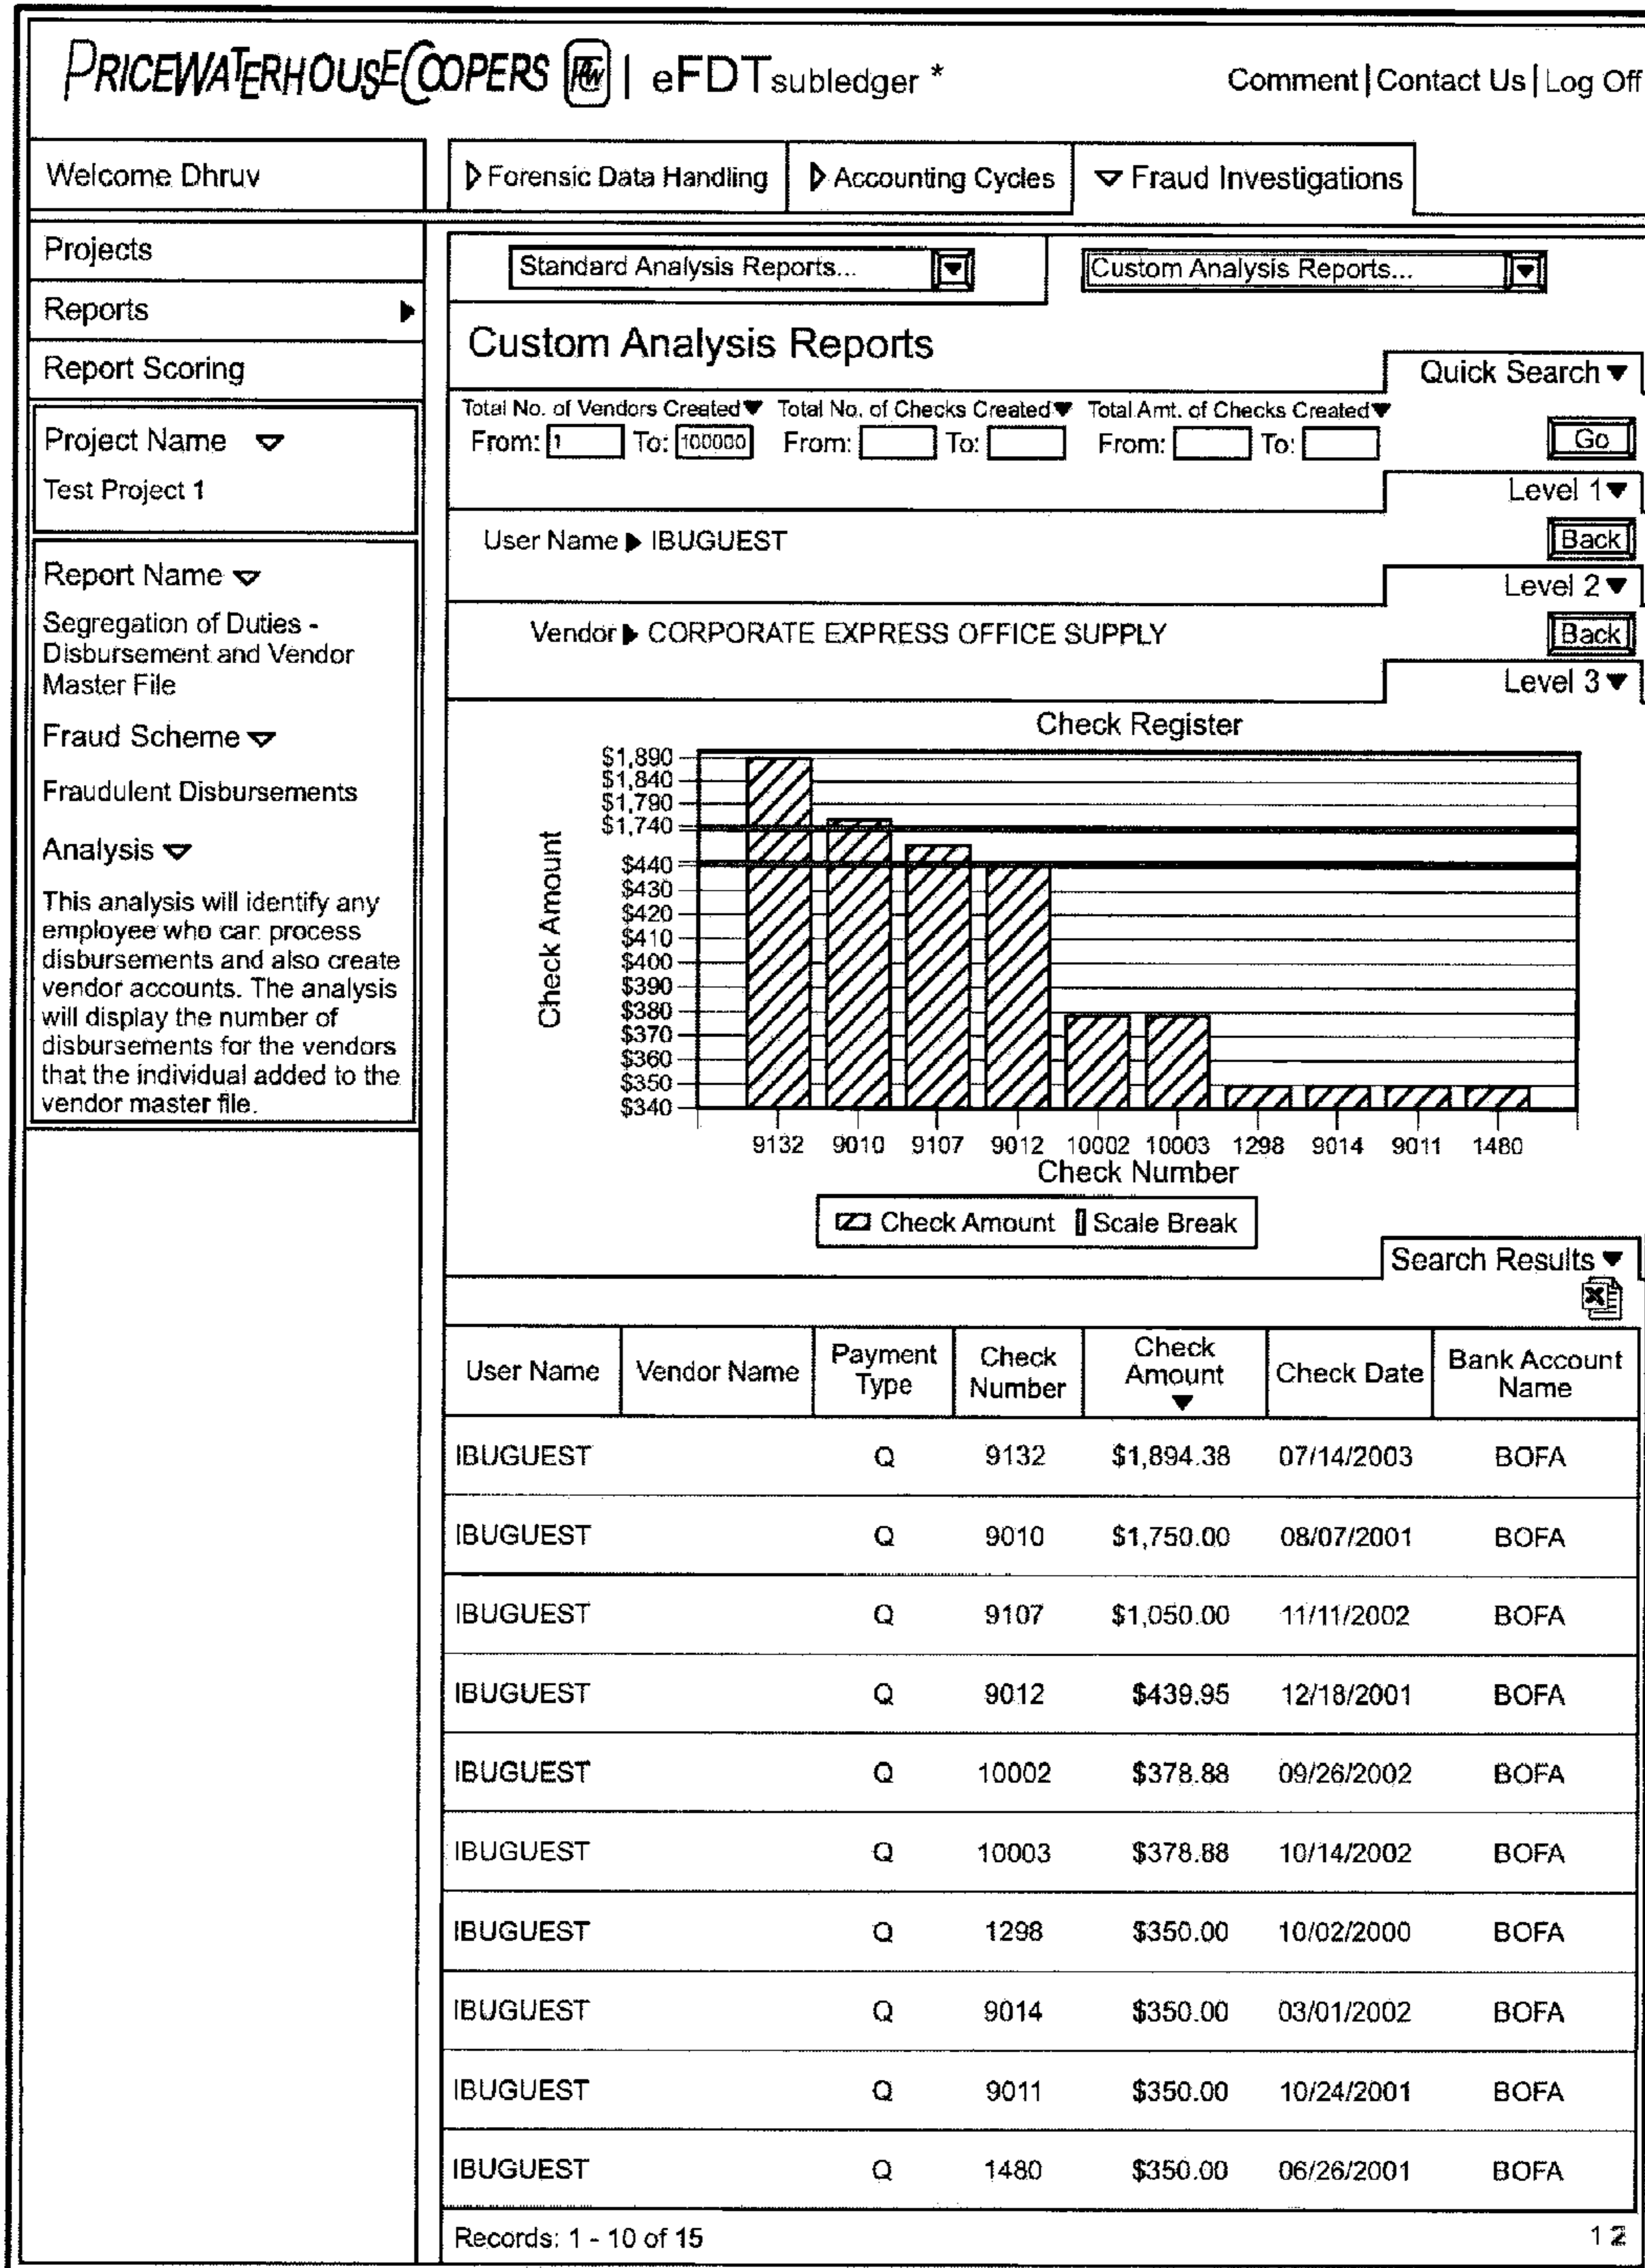 PRICEWATERHOUSECOOPERS PwC | eFDT subledger *
Comment | Contact Us | Log Off
Welcome Dhruv
Forensic Data Handling
Accounting Cycles
Fraud Investigations
Projects
Reports
Report Scoring
Project Name
Test Project 1
Report Name
Segregation of Duties -
Disbursement and Vendor
Master File
Fraud Scheme
Fraudulent Disbursements
Analysis
This analysis will identify any
employee who can process
disbursements and also create
vendor accounts. The analysis
will display the number of
disbursements for the vendors
that the individual added to the
vendor master file.
Standard Analysis Reports...
Custom Analysis Reports...
Custom Analysis Reports
Quick Search
Total No. of Vendors Created Total No. of Checks Created Total Amt. of Checks Created
From: 1 To: 100000 From: To: From: To: Go
Level 1
User Name IBUGUEST Back
Level 2
Vendor CORPORATE EXPRESS OFFICE SUPPLY Back
Level 3
Check Register
Check Amount
$1,890
$1,840
$1,790
$1,740
$440
$430
$420
$410
$400
$390
$380
$370
$360
$350
$340
9132 9010 9107 9012 10002 10003 1298 9014 9011 1480
Check Number
Check Amount Scale Break
Search Results
User Name Vendor Name Payment Type Check Number Check Amount Check Date Bank Account Name
IBUGUEST Q 9132 $1,894.38 07/14/2003 BOFA
IBUGUEST Q 9010 $1,750.00 08/07/2001 BOFA
IBUGUEST Q 9107 $1,050.00 11/11/2002 BOFA
IBUGUEST Q 9012 $439.95 12/18/2001 BOFA
IBUGUEST Q 10002 $378.88 09/26/2002 BOFA
IBUGUEST Q 10003 $378.88 10/14/2002 BOFA
IBUGUEST Q 1298 $350.00 10/02/2000 BOFA
IBUGUEST Q 9014 $350.00 03/01/2002 BOFA
IBUGUEST Q 9011 $350.00 10/24/2001 BOFA
IBUGUEST Q 1480 $350.00 06/26/2001 BOFA
Records: 1 - 10 of 15
1 2